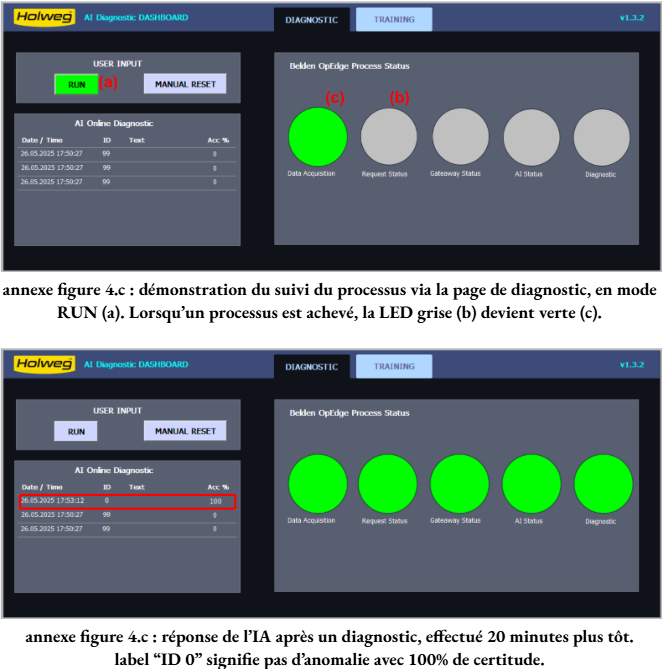 Holweg AI Diagnostic DASHBOARD DIAGNOSTIC TRAINING v1.3.2
USER INPUT
RUN (a) MANUAL RESET
AI Online Diagnostic
Date / Time ID Text Acc %
26.05.2025 17:50:27 99 0
26.05.2025 17:50:27 99 0
26.05.2025 17:50:27 99 0
Belden OpEdge Process Status
(c) (b)
Data Acquisition Request Status Gateaway Status AI Status Diagnostic
annexe figure 4.c : démonstration du suivi du processus via la page de diagnostic, en mode
RUN (a). Lorsqu’un processus est achevé, la LED grise (b) devient verte (c).
Holweg AI Diagnostic DASHBOARD DIAGNOSTIC TRAINING v1.3.2
USER INPUT
RUN MANUAL RESET
AI Online Diagnostic
Date / Time ID Text Acc %
26.05.2025 17:53:12 0 100
26.05.2025 17:50:27 99 0
26.05.2025 17:50:27 99 0
Belden OpEdge Process Status
Data Acquisition Request Status Gateaway Status AI Status Diagnostic
annexe figure 4.c : réponse de l’IA après un diagnostic, effectué 20 minutes plus tôt.
label “ID 0” signifie pas d’anomalie avec 100% de certitude.